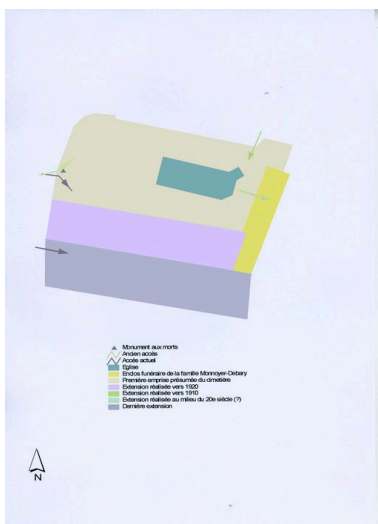 Monument aux morts
Ancien accès
Accès actuel
Eglise
Enclos funéraire de la famille Monnoyer-Debary
Première emprise présumée du cimetière
Extension réalisée vers 1920
Extension réalisée vers 1910
Extension réalisée au milieu du 20e siècle (?)
Dernière extension
N